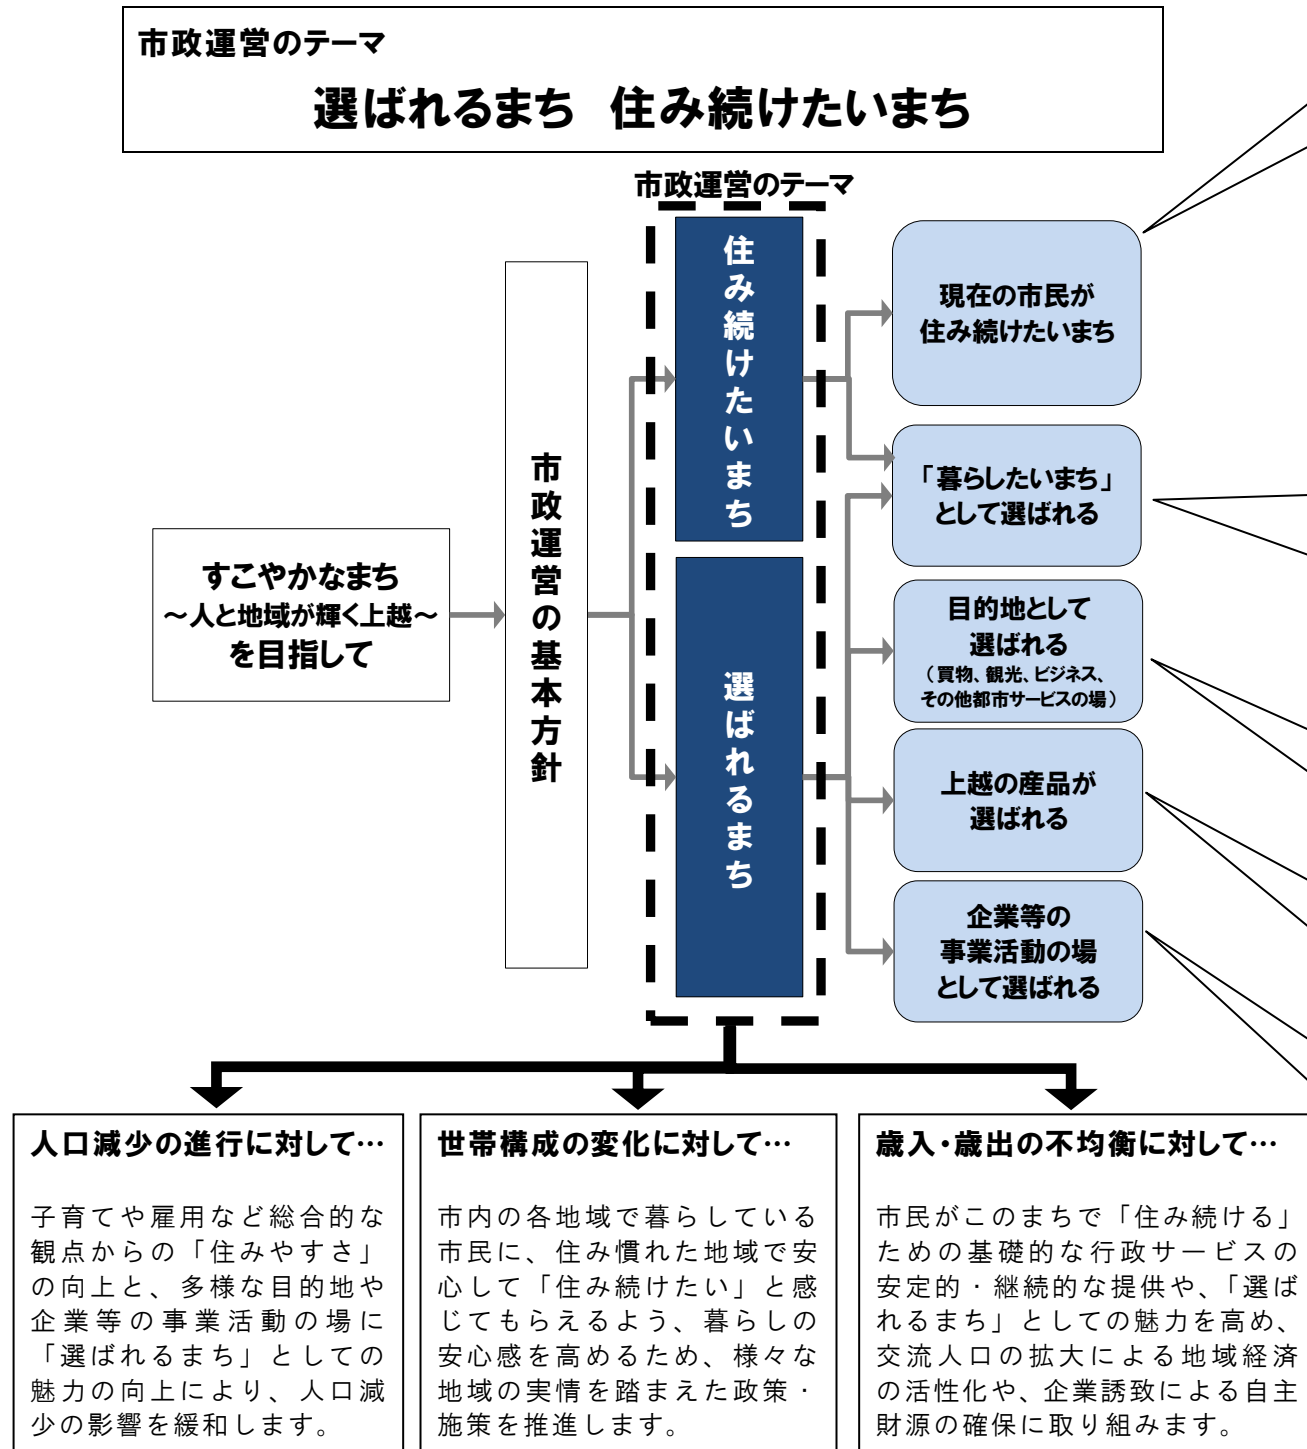 市政運営のテーマ
選ばれるまち 住み続けたいまち
市政運営のテーマ
すこやかなまち
～人と地域が輝く上越～
を目指して
市政運営の基本方針
住み続けたいまち
選ばれるまち
現在の市民が
住み続けたいまち
「暮らしたいまち」
として選ばれる
目的地として
選ばれる
（買物、観光、ビジネス、
その他都市サービスの場）
上越の産品が
選ばれる
企業等の
事業活動の場
として選ばれる
人口減少の進行に対して…
子育てや雇用など総合的な
観点からの「住みやすさ」
の向上と、多様な目的地や
企業等の事業活動の場に
「選ばれるまち」としての
魅力の向上により、人口減
少の影響を緩和します。
世帯構成の変化に対して…
市内の各地域で暮らしている
市民に、住み慣れた地域で安
心して「住み続けたい」と感
じてもらえるよう、暮らしの
安心感を高めるため、様々な
地域の実情を踏まえた政策・
施策を推進します。
歳入・歳出の不均衡に対して…
市民がこのまちで「住み続ける」
ための基礎的な行政サービスの
安定的・継続的な提供や、「選ば
れるまち」としての魅力を高め、
交流人口の拡大による地域経済
の活性化や、企業誘致による自主
財源の確保に取り組みます。